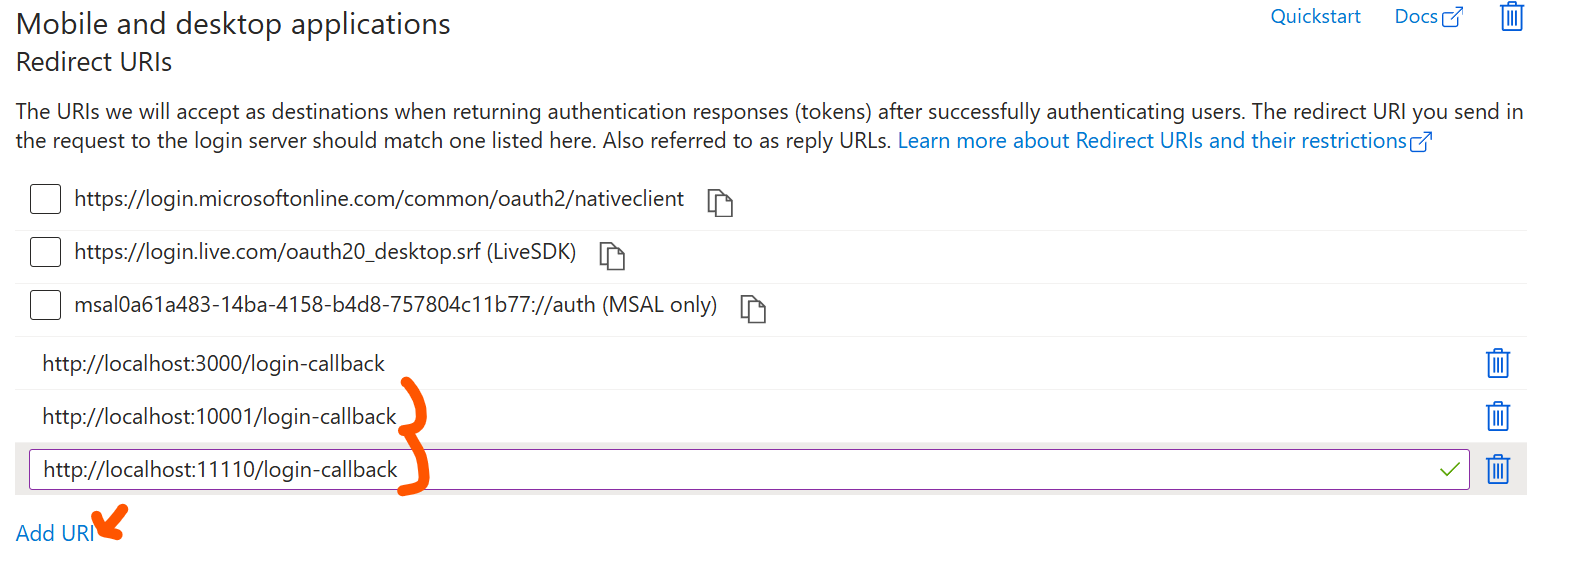 Mobile and desktop applications
Quickstart
Docs
Redirect URIs
The URIs we will accept as destinations when returning authentication responses (tokens) after successfully authenticating users. The redirect URI you send in
the request to the login server should match one listed here. Also referred to as reply URLs. Learn more about Redirect URIs and their restrictions
https://login.microsoftonline.com/common/oauth2/nativeclient
https://login.live.com/oauth20_desktop.srf (LiveSDK)
msal0a61a483-14ba-4158-b4d8-757804c11b77://auth (MSAL only)
http://localhost:3000/login-callback
http://localhost:10001/login-callback
http://localhost:11110/login-callback
Add URI